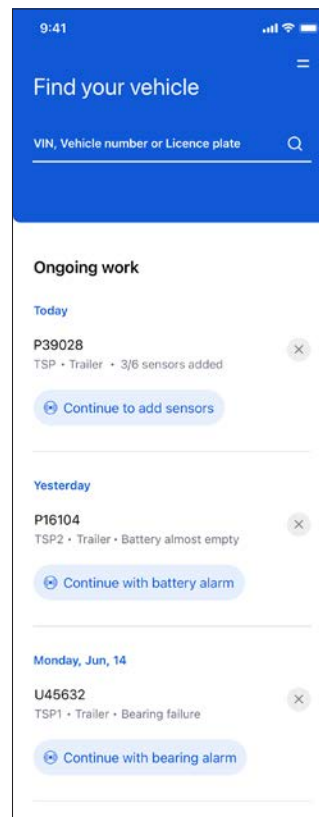 9:41
Find your vehicle
VIN, Vehicle number or Licence plate
Ongoing work
Today
P39028
TSP • Trailer • 3/6 sensors added
Continue to add sensors
Yesterday
P16104
TSP2 • Trailer • Battery almost empty
Continue with battery alarm
Monday, Jun, 14
U45632
TSP1 • Trailer • Bearing failure
Continue with bearing alarm